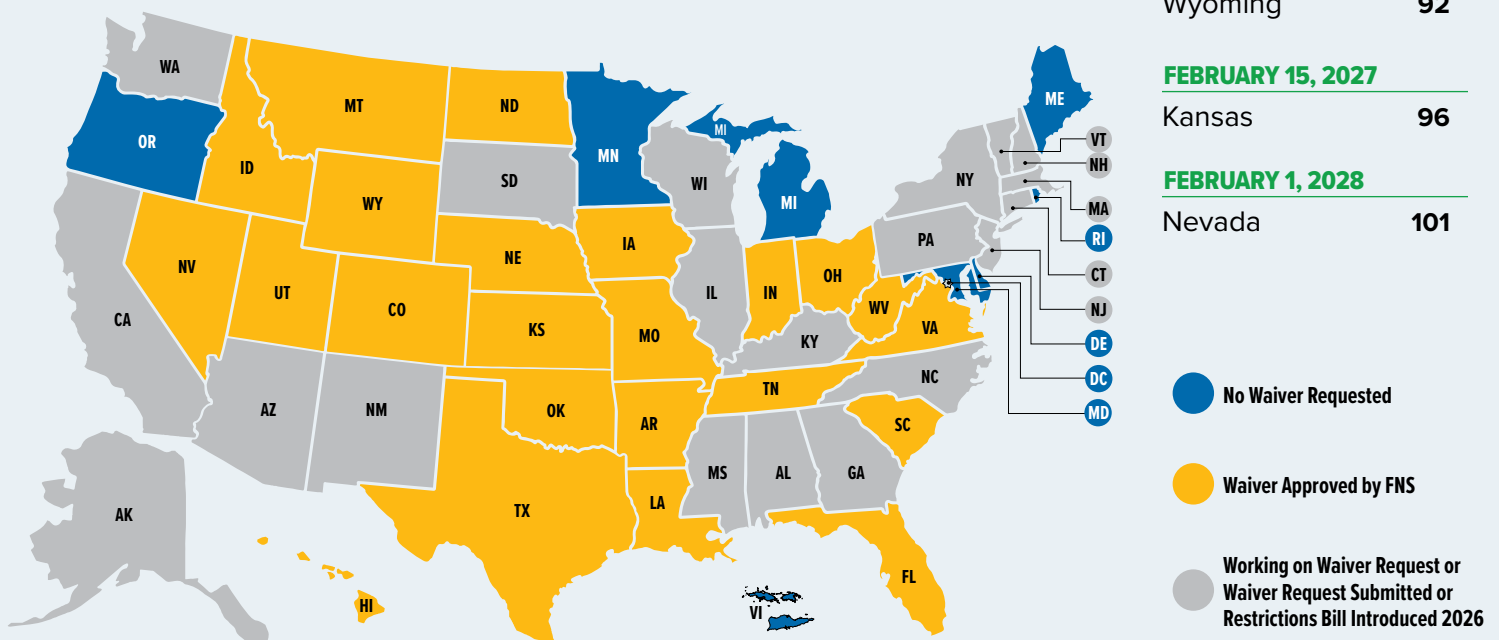 Wyoming 92
FEBRUARY 15, 2027
Kansas 96
FEBRUARY 1, 2028
Nevada 101
WA
MT
ND
OR
ID
MN
MI
ME
VT
NH
SD
WI
NY
WY
MI
MA
RI
IA
PA
NE
NV
CT
OH
UT
IL
IN
CO
WV
NJ
CA
KS
MO
VA
KY
DE
NC
DC
TN
AZ
NM
OK
MD
AR
SC
MS
AL
GA
LA
TX
AK
FL
HI
VI
No Waiver Requested
Waiver Approved by FNS
Working on Waiver Request or
Waiver Request Submitted or
Restrictions Bill Introduced 2026